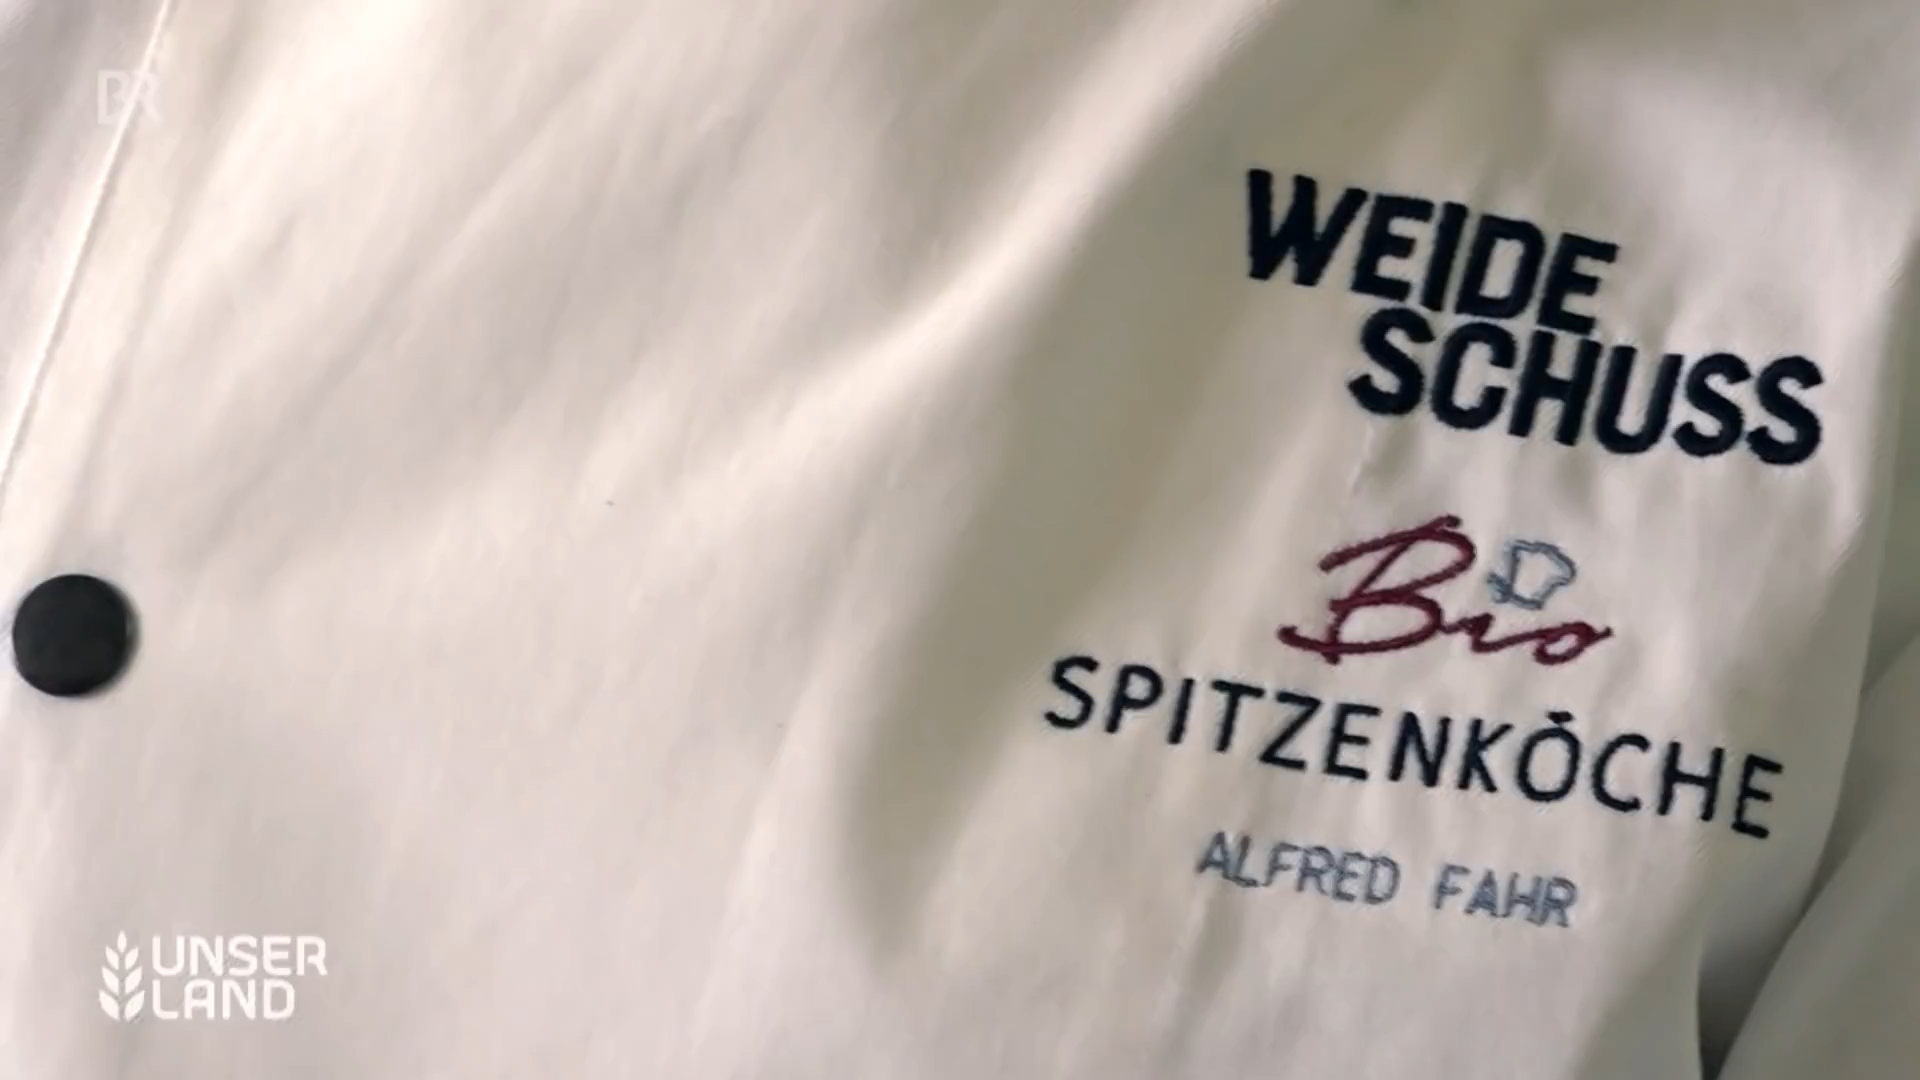 BR
WEIDE
SCHUSS
Bio
SPITZENKÖCHE
ALFRED FAHR
UNSER
LAND